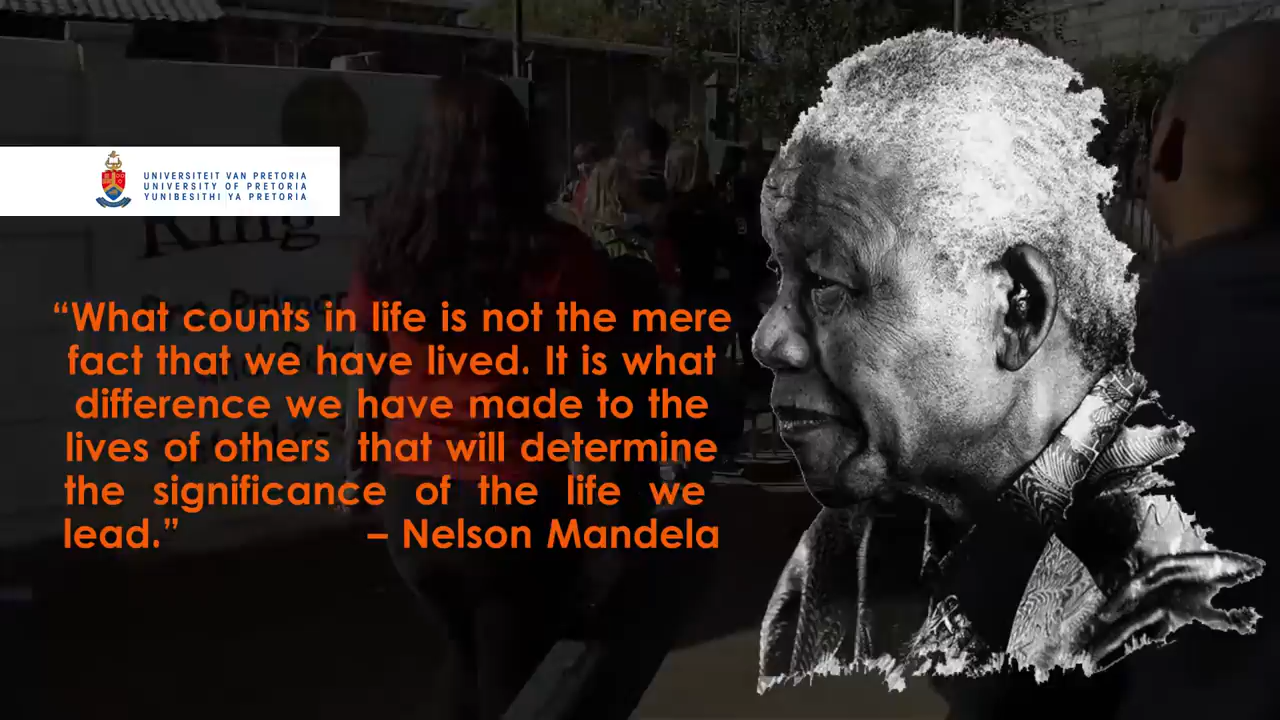 UNIVERSITEIT VAN PRETORIA
UNIVERSITY OF PRETORIA
YUNIBESITHI YA PRETORIA
King
“What counts in life is not the mere
fact that we have lived. It is what
difference we have made to the
lives of others that will determine
the significance of the life we
lead.” – Nelson Mandela